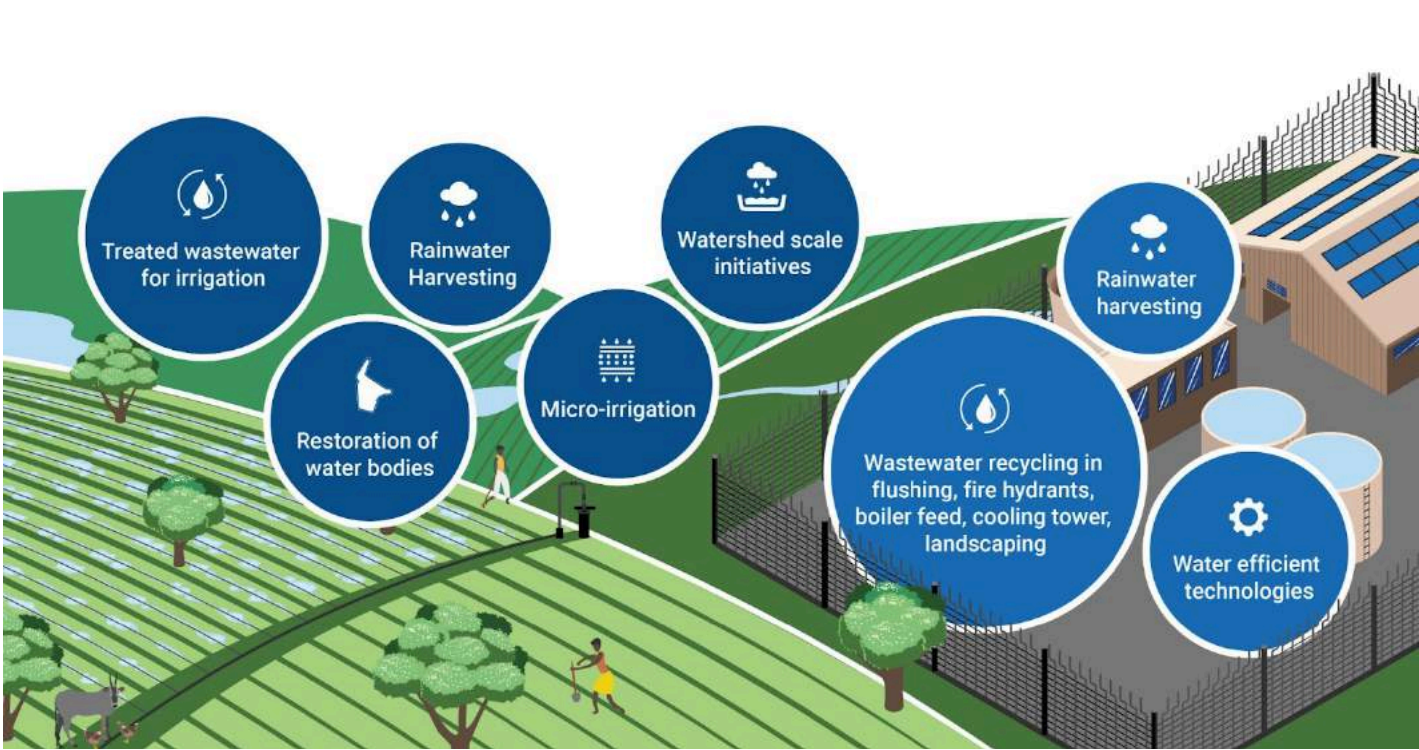 Treated wastewater
for irrigation
Rainwater
Harvesting
Watershed scale
initiatives
Rainwater
harvesting
Restoration of
water bodies
Micro-irrigation
Wastewater recycling in
flushing, fire hydrants,
boiler feed, cooling tower,
landscaping
Water efficient
technologies